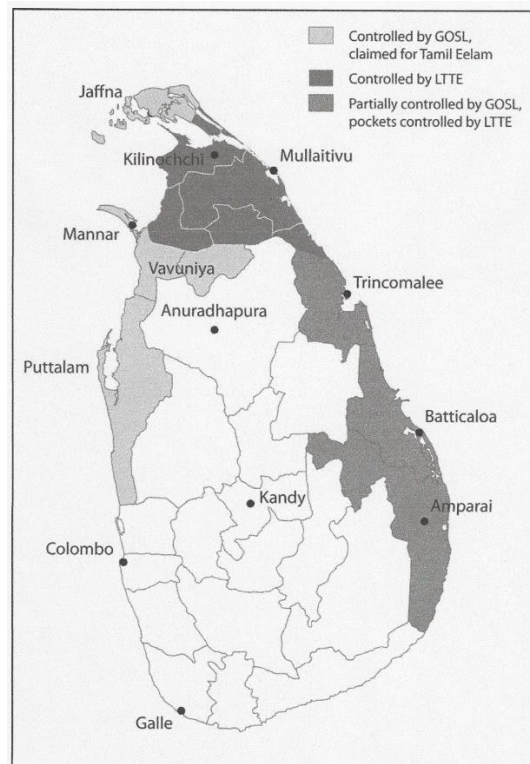 Controlled by GOSL,
claimed for Tamil Eelam
Controlled by LTTE
Partially controlled by GOSL,
pockets controlled by LTTE
Jaffna
Kilinochchi
Mullaitivu
Mannar
Vavuniya
Trincomalee
Anuradhapura
Puttalam
Batticaloa
Kandy
Amparai
Colombo
Galle